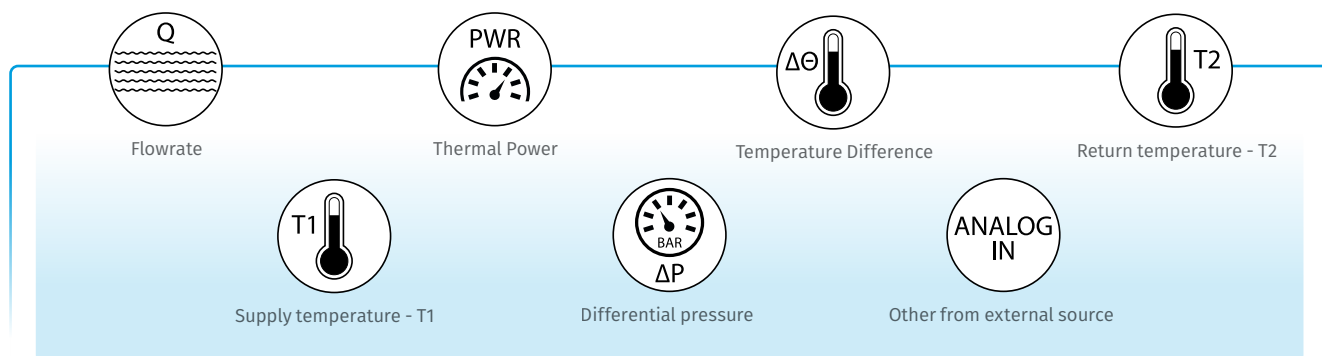 Q
PWR
ΔΘ
T2
Flowrate
Thermal Power
Temperature Difference
Return temperature - T2
T1
BAR
ΔP
ANALOG
IN
Supply temperature - T1
Differential pressure
Other from external source